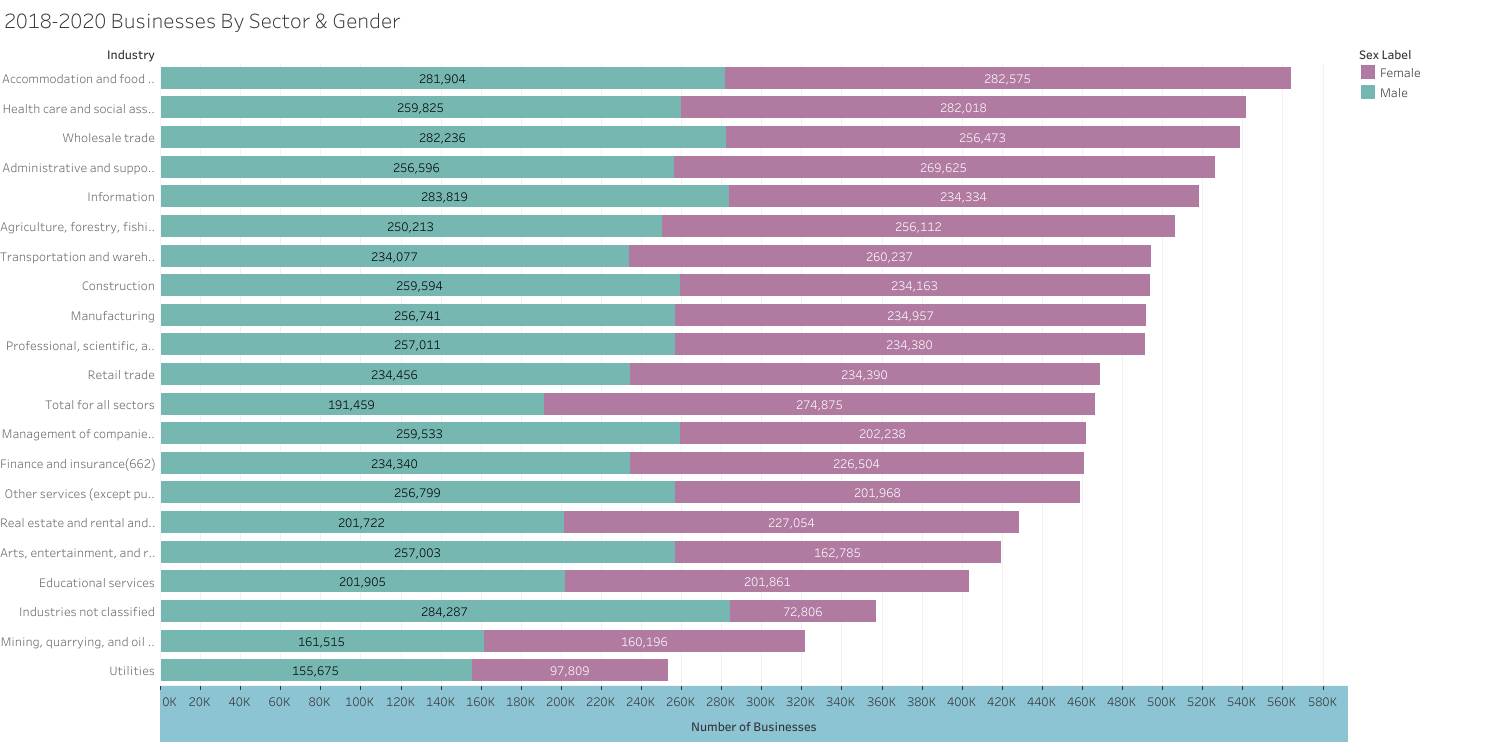 2018-2020 Businesses By Sector & Gender
Industry
Sex Label
Female
Male
Accommodation and food .. 281,904 282,575
Health care and social ass.. 259,825 282,018
Wholesale trade 282,236 256,473
Administrative and suppo.. 256,596 269,625
Information 283,819 234,334
Agriculture, forestry, fishi.. 250,213 256,112
Transportation and wareh.. 234,077 260,237
Construction 259,594 234,163
Manufacturing 256,741 234,957
Professional, scientific, a.. 257,011 234,380
Retail trade 234,456 234,390
Total for all sectors 191,459 274,875
Management of companie.. 259,533 202,238
Finance and insurance(662) 234,340 226,504
Other services (except pu.. 256,799 201,968
Real estate and rental and.. 201,722 227,054
Arts, entertainment, and r.. 257,003 162,785
Educational services 201,905 201,861
Industries not classified 284,287 72,806
Mining, quarrying, and oil .. 161,515 160,196
Utilities 155,675 97,809
0K 20K 40K 60K 80K 100K 120K 140K 160K 180K 200K 220K 240K 260K 280K 300K 320K 340K 360K 380K 400K 420K 440K 460K 480K 500K 520K 540K 560K 580K
Number of Businesses